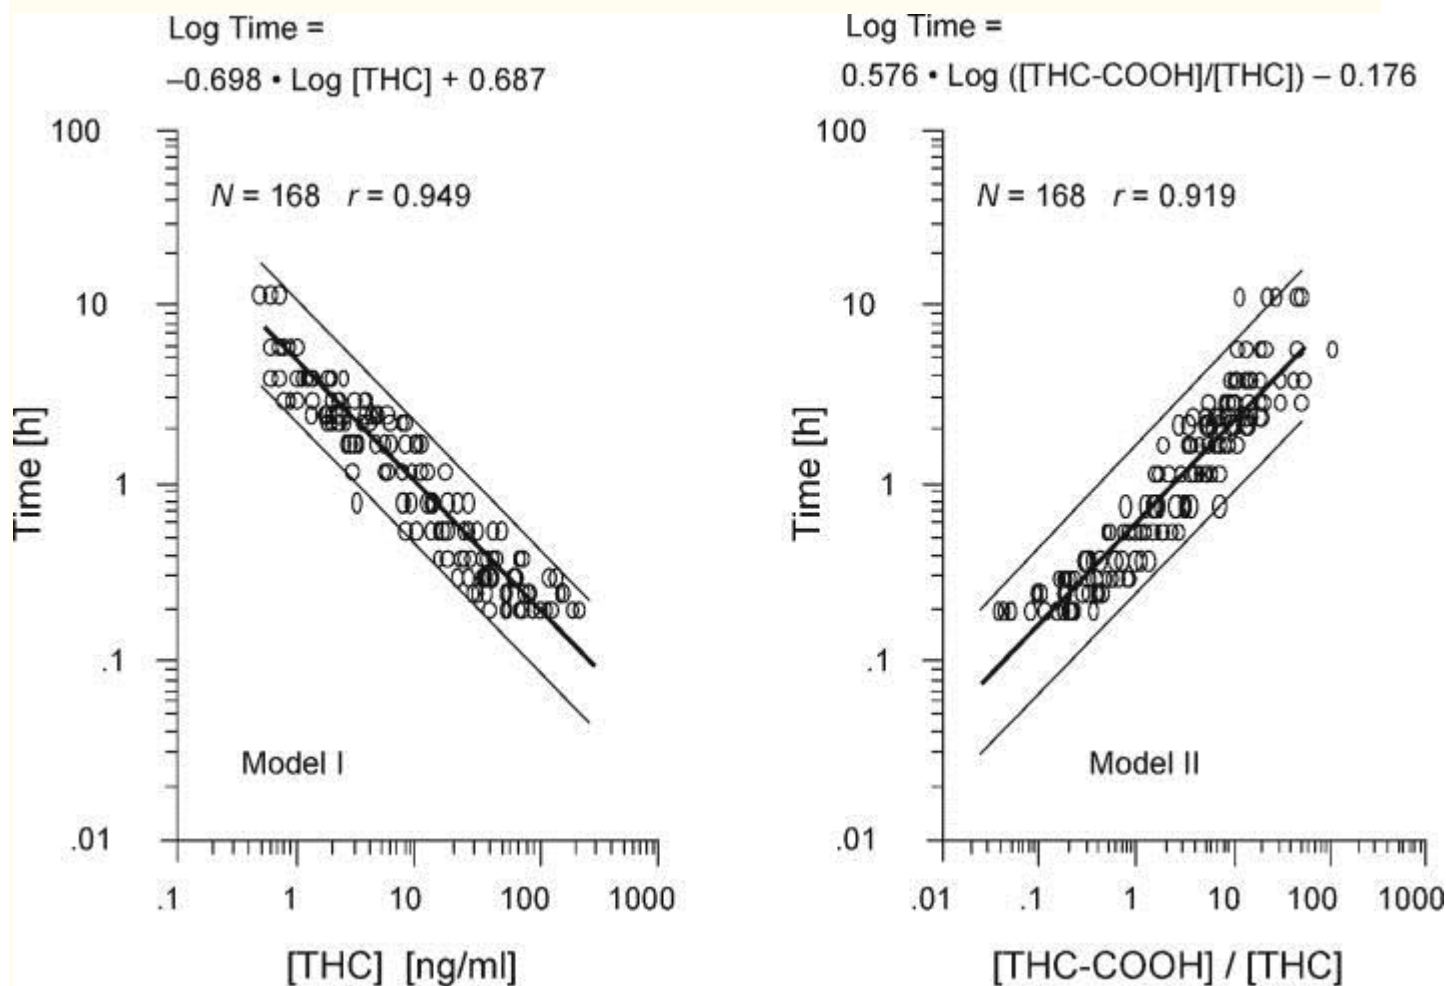 Log Time =
–0.698 • Log [THC] + 0.687
100
N = 168 r = 0.949
10
1
.1
.01
Time [h]
Model I
.1 1 10 100 1000
[THC] [ng/ml]
Log Time =
0.576 • Log ([THC-COOH]/[THC]) – 0.176
100
N = 168 r = 0.919
10
1
.1
.01
Time [h]
Model II
.01 .1 1 10 100 1000
[THC-COOH] / [THC]